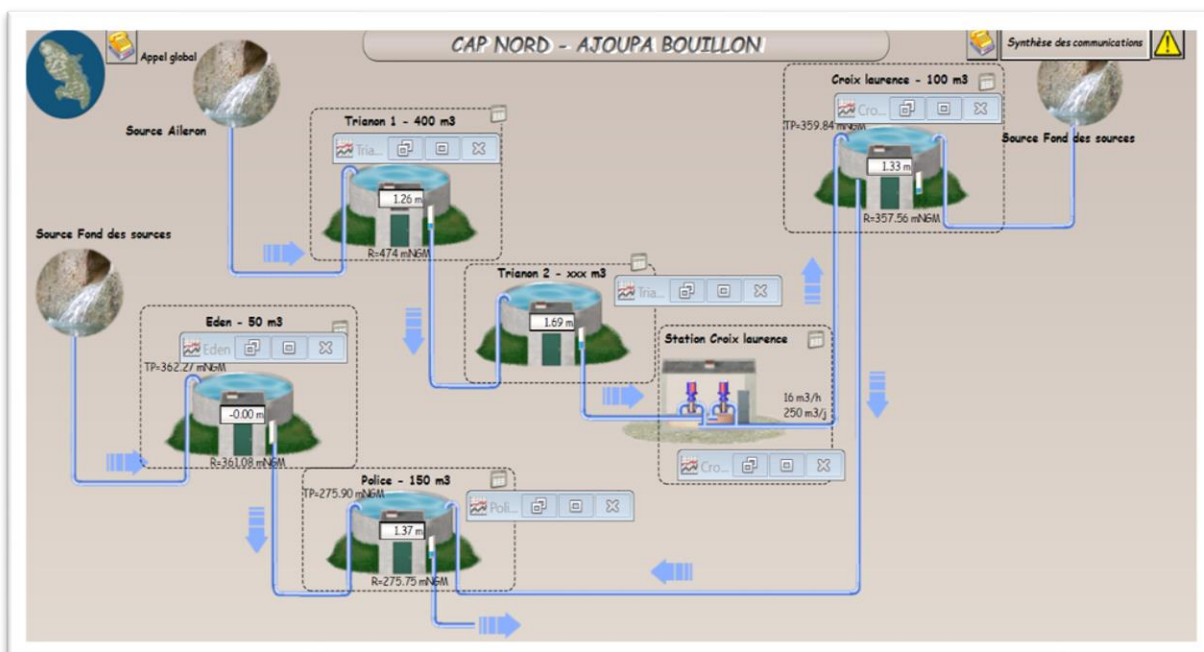 CAP NORD - AJOUPA BOUILLON
Appel global
Synthèse des communications
Source Aileron
Trianon 1 - 400 m3
Tria...
1.26 m
R=474 mNGM
Croix laurence - 100 m3
Cro...
TP=359.84 mNGM
1.33 m
R=357.56 mNGM
Source Fond des sources
Source Fond des sources
Trianon 2 - xxx m3
Tria...
1.69 m
Eden - 50 m3
Eden
TP=362.27 mNGM
-0.00 m
R=361.08 mNGM
Station Croix laurence
16 m3/h
250 m3/j
Cro...
Police - 150 m3
TP=275.90 mNGM
Poli...
1.37 m
R=275.75 mNGM